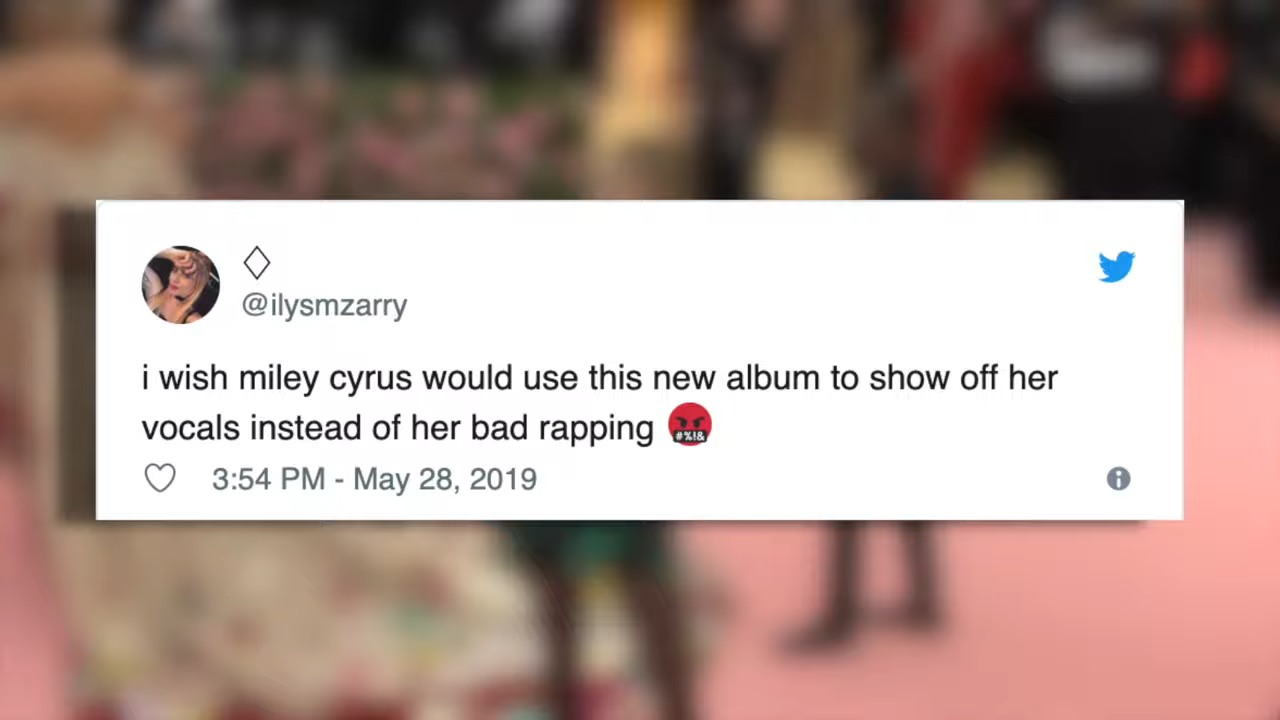 ♢
@ilysmzarry
i wish miley cyrus would use this new album to show off her
vocals instead of her bad rapping 🤬
3:54 PM - May 28, 2019